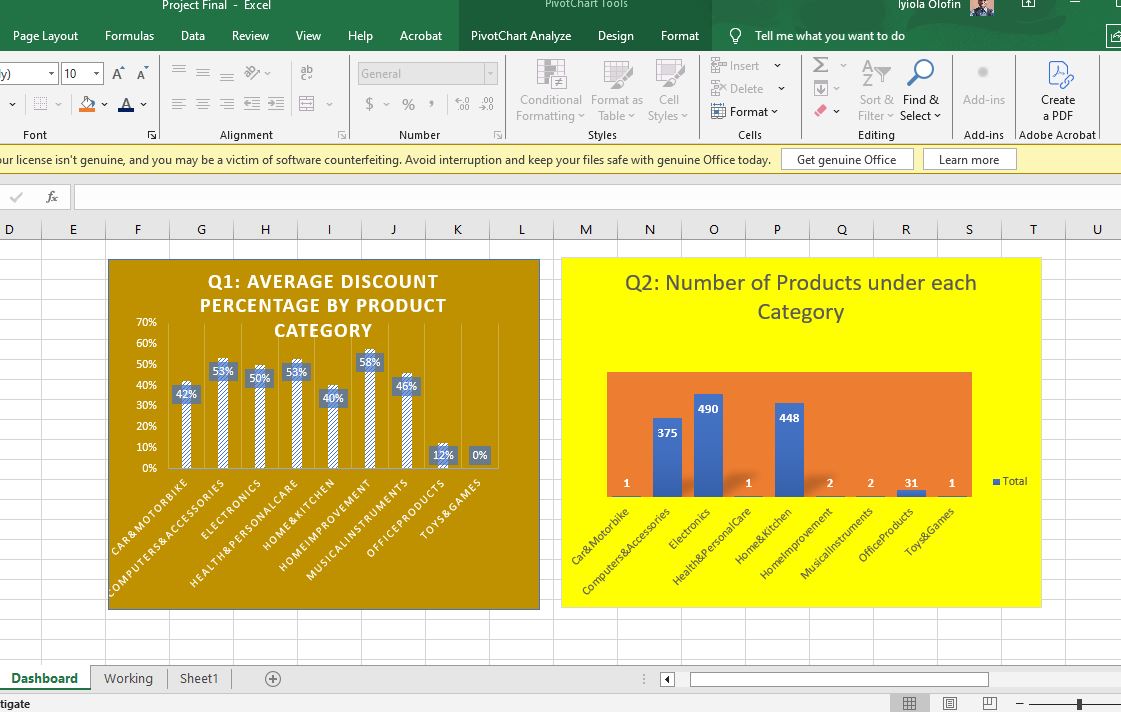 Project Final - Excel
PivotChart Tools
Iyiola Olofin
Page Layout Formulas Data Review View Help Acrobat PivotChart Analyze Design Format Tell me what you want to do
10 A A
ab
c
General
Insert
Delete
Format
$ % ,
Conditional
Formatting
Format as
Table
Cell
Styles
Sort &
Filter
Find &
Select
Add-ins
Create
a PDF
Font Alignment Number Styles Cells Editing Add-ins Adobe Acrobat
license isn't genuine, and you may be a victim of software counterfeiting. Avoid interruption and keep your files safe with genuine Office today. Get genuine Office Learn more
fx
D E F G H I J K L M N O P Q R S T U
Q1: AVERAGE DISCOUNT
PERCENTAGE BY PRODUCT
CATEGORY
70%
60%
50%
40%
30%
20%
10%
0%
42% 53% 50% 53% 40% 58% 46% 12% 0%
CAR&MOTORBIKE
COMPUTERS&ACCESSORIES
ELECTRONICS
HEALTH&PERSONALCARE
HOME&KITCHEN
HOMEIMPROVEMENT
MUSICALINSTRUMENTS
OFFICEPRODUCTS
TOYS&GAMES
Q2: Number of Products under each
Category
1 375 490 1 448 2 2 31 1
Total
Car&Motorbike
Computers&Accessories
Electronics
Health&PersonalCare
Home&Kitchen
HomeImprovement
MusicalInstruments
OfficeProducts
Toys&Games
Dashboard Working Sheet1
tigate